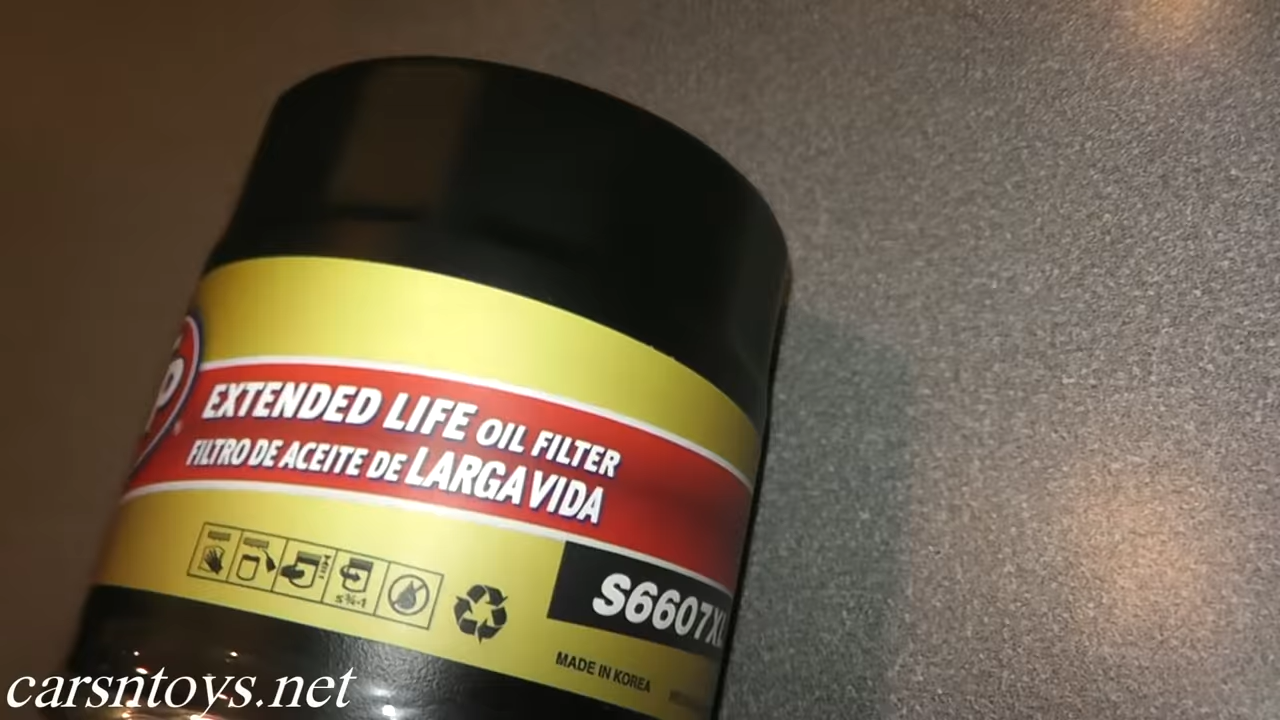 P
EXTENDED LIFE OIL FILTER
FILTRO DE ACEITE DE LARGA VIDA
S6607XL
MADE IN KOREA
carsntoys.net